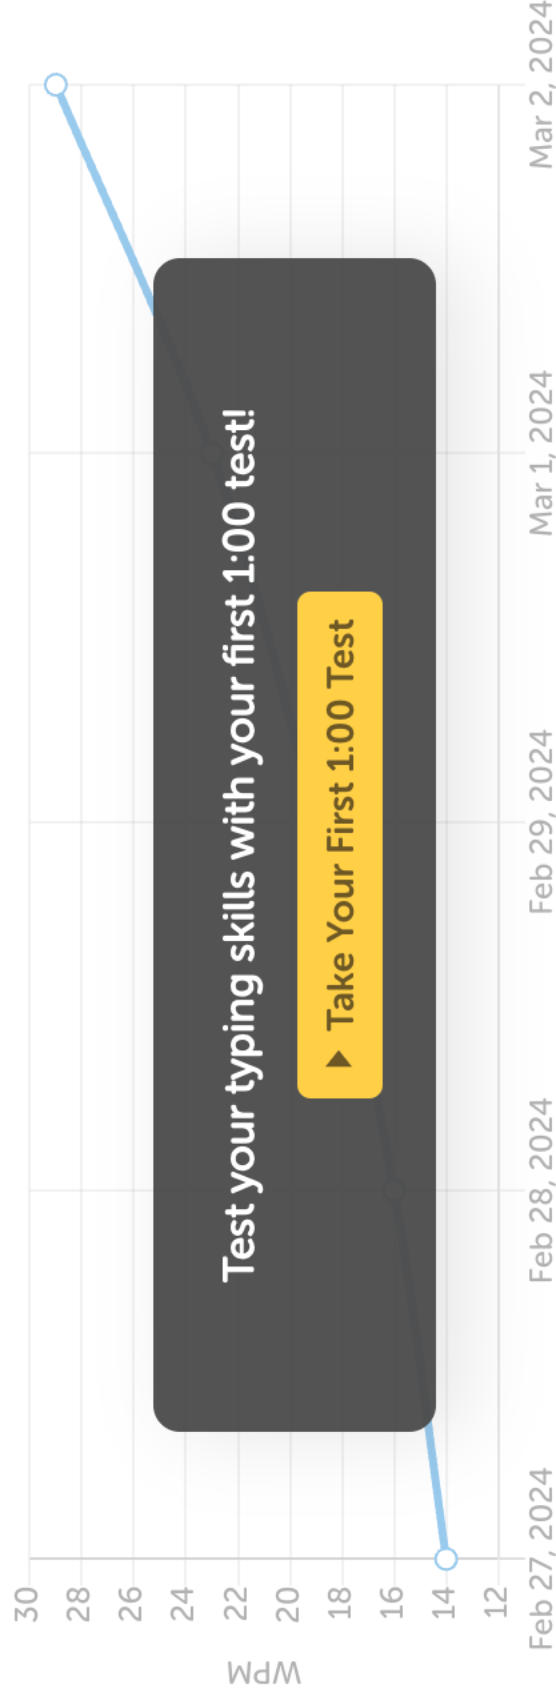 WPM
30
28
26
24
22
20
18
16
14
12
Test your typing skills with your first 1:00 test!
Take Your First 1:00 Test
Feb 27, 2024
Feb 28, 2024
Feb 29, 2024
Mar 1, 2024
Mar 2, 2024